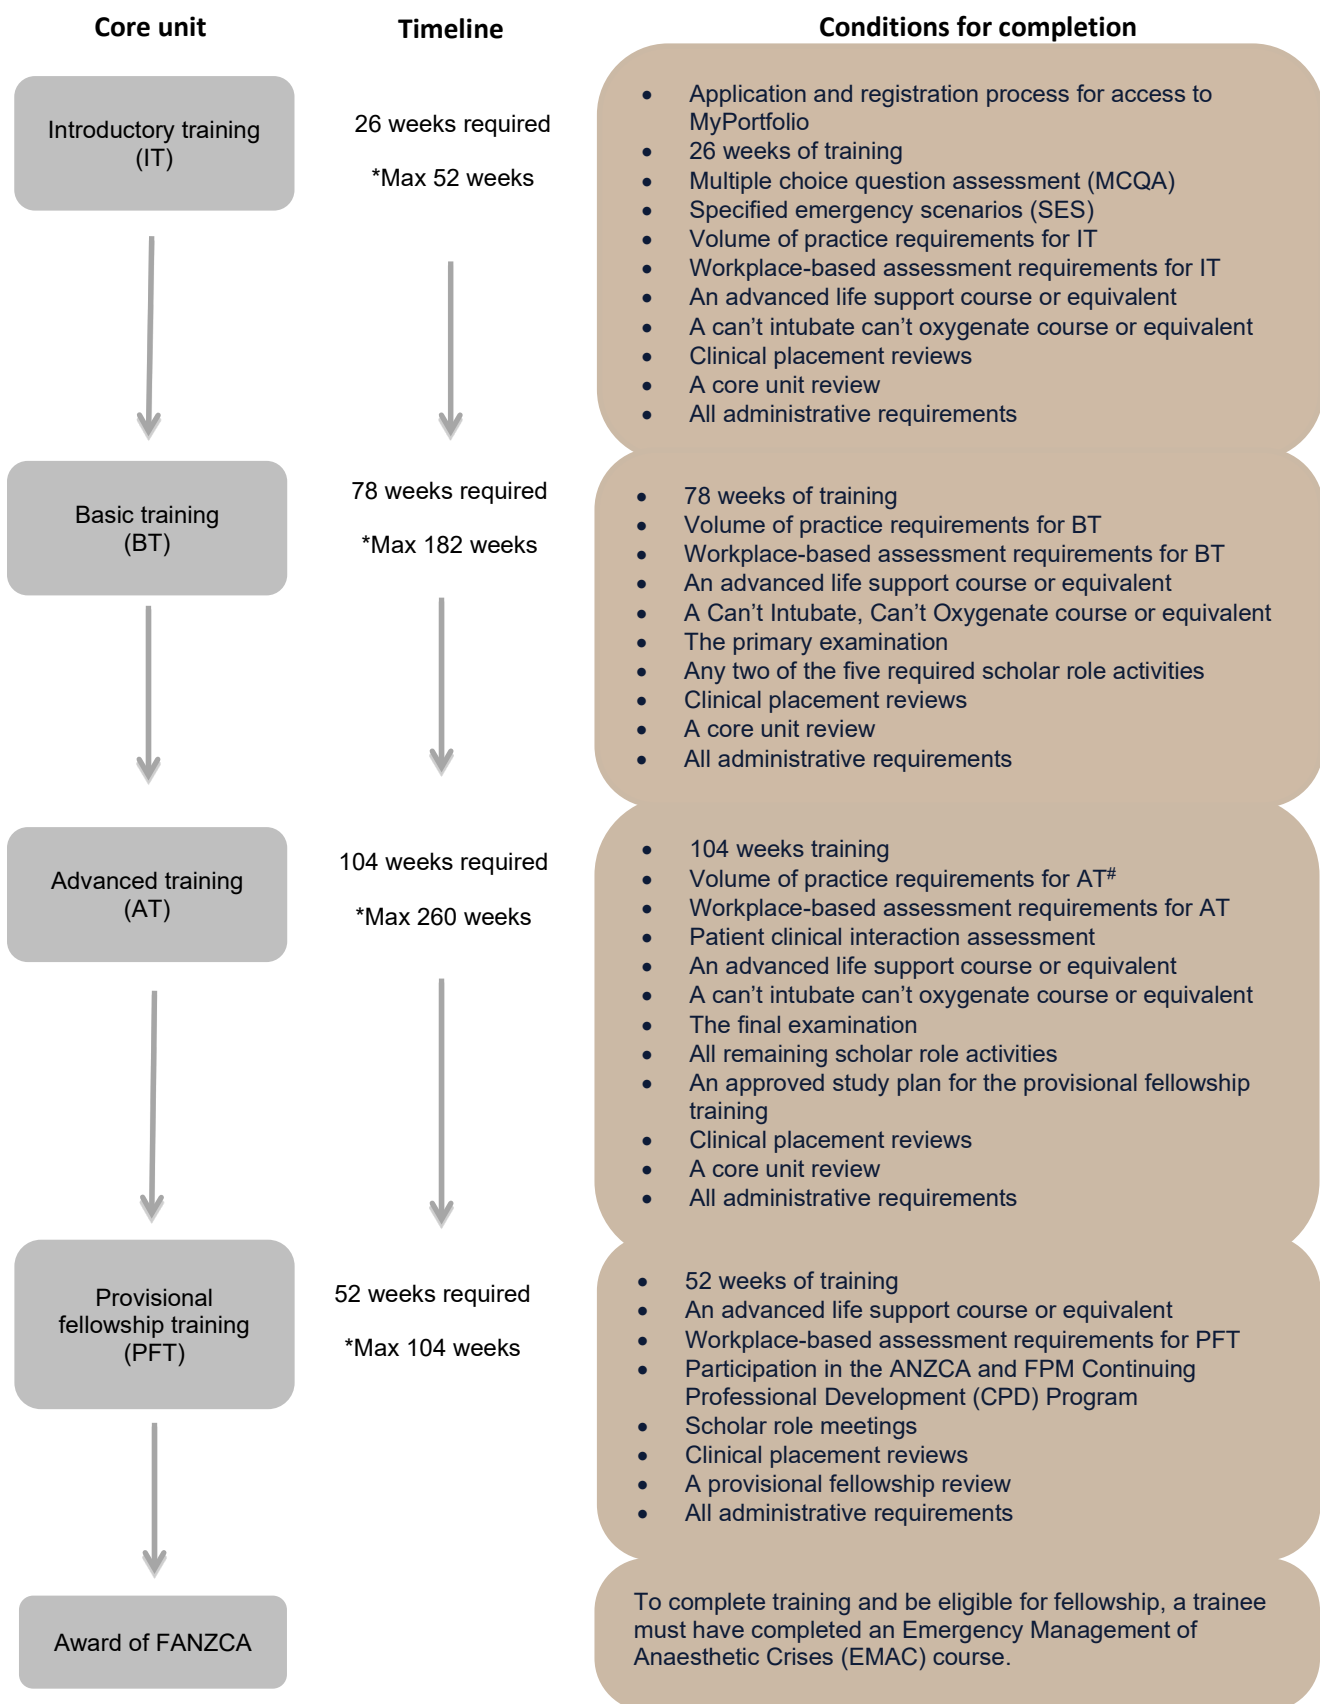 Core unit
Timeline
Conditions for completion
Introductory training
(IT)
26 weeks required
*Max 52 weeks
• Application and registration process for access to
MyPortfolio
• 26 weeks of training
• Multiple choice question assessment (MCQA)
• Specified emergency scenarios (SES)
• Volume of practice requirements for IT
• Workplace-based assessment requirements for IT
• An advanced life support course or equivalent
• A can’t intubate can’t oxygenate course or equivalent
• Clinical placement reviews
• A core unit review
• All administrative requirements
Basic training
(BT)
78 weeks required
*Max 182 weeks
• 78 weeks of training
• Volume of practice requirements for BT
• Workplace-based assessment requirements for BT
• An advanced life support course or equivalent
• A Can’t Intubate, Can’t Oxygenate course or equivalent
• The primary examination
• Any two of the five required scholar role activities
• Clinical placement reviews
• A core unit review
• All administrative requirements
Advanced training
(AT)
104 weeks required
*Max 260 weeks
• 104 weeks training
• Volume of practice requirements for AT#
• Workplace-based assessment requirements for AT
• Patient clinical interaction assessment
• An advanced life support course or equivalent
• A can’t intubate can’t oxygenate course or equivalent
• The final examination
• All remaining scholar role activities
• An approved study plan for the provisional fellowship
training
• Clinical placement reviews
• A core unit review
• All administrative requirements
Provisional
fellowship training
(PFT)
52 weeks required
*Max 104 weeks
• 52 weeks of training
• An advanced life support course or equivalent
• Workplace-based assessment requirements for PFT
• Participation in the ANZCA and FPM Continuing
Professional Development (CPD) Program
• Scholar role meetings
• Clinical placement reviews
• A provisional fellowship review
• All administrative requirements
Award of FANZCA
To complete training and be eligible for fellowship, a trainee
must have completed an Emergency Management of
Anaesthetic Crises (EMAC) course.